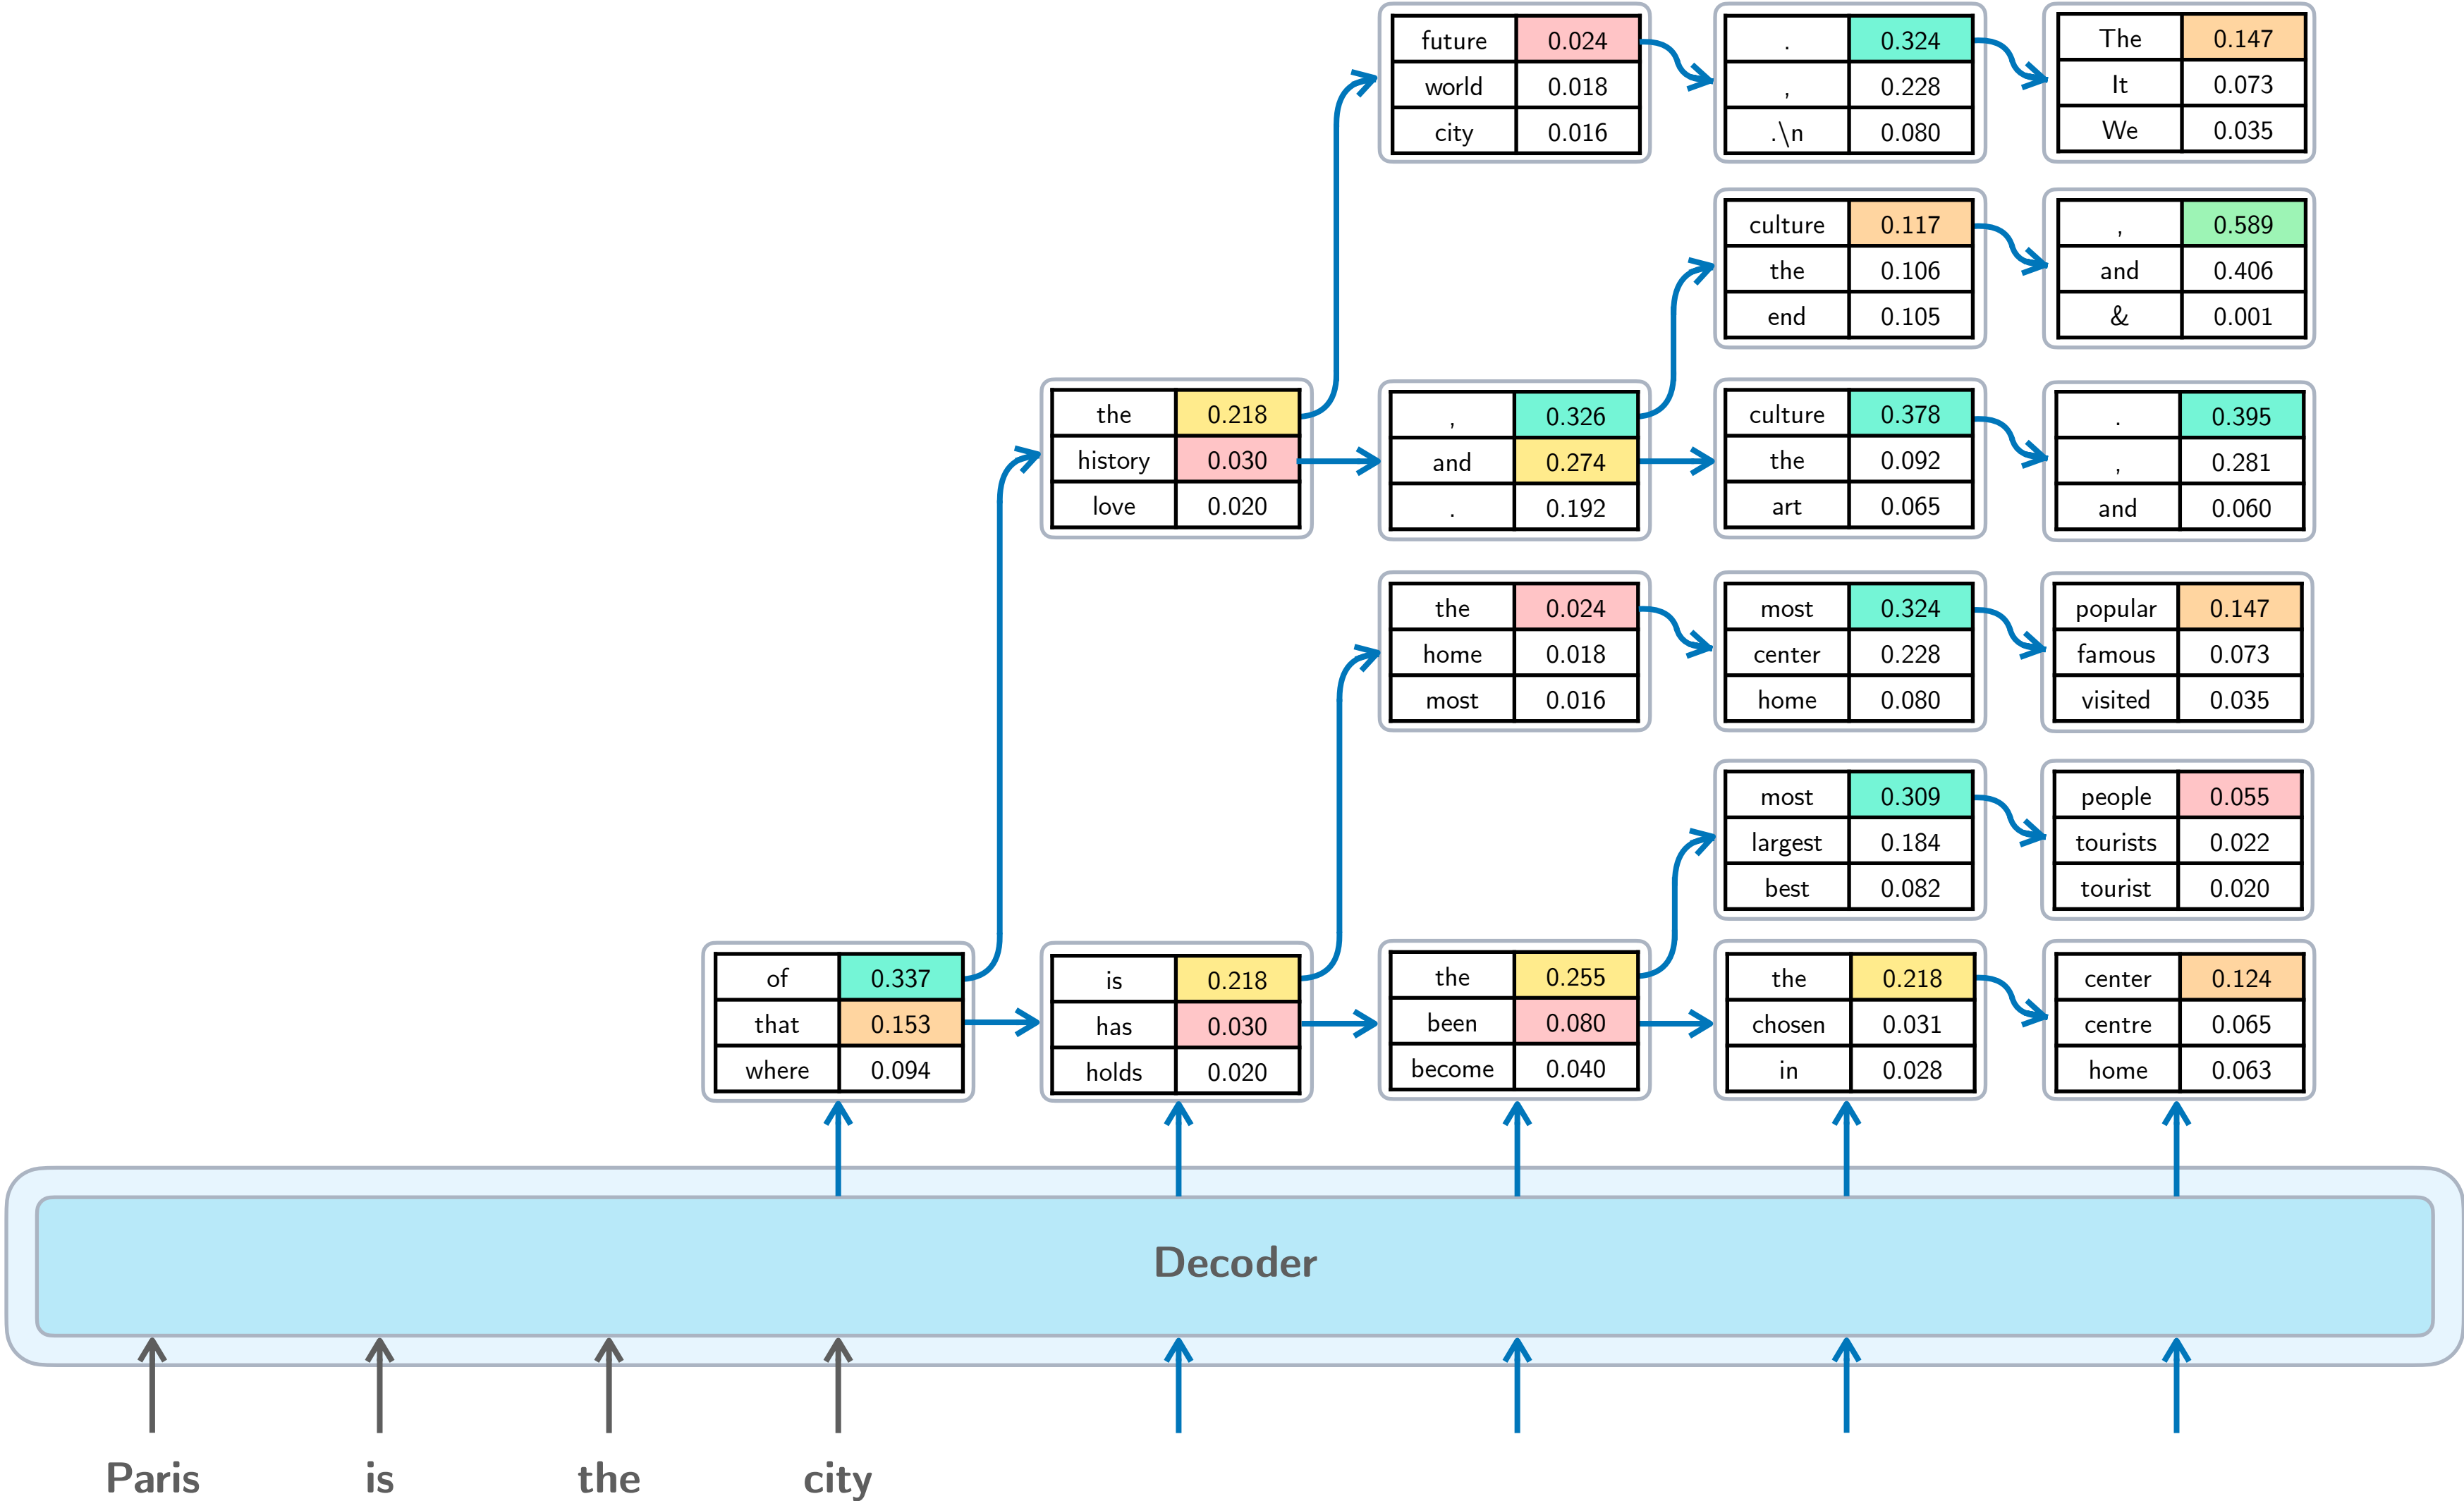 future 0.024
world 0.018
city 0.016
. 0.324
, 0.228
.\n 0.080
The 0.147
It 0.073
We 0.035
culture 0.117
the 0.106
end 0.105
, 0.589
and 0.406
& 0.001
the 0.218
history 0.030
love 0.020
, 0.326
and 0.274
. 0.192
culture 0.378
the 0.092
art 0.065
. 0.395
, 0.281
and 0.060
the 0.024
home 0.018
most 0.016
most 0.324
center 0.228
home 0.080
popular 0.147
famous 0.073
visited 0.035
most 0.309
largest 0.184
best 0.082
people 0.055
tourists 0.022
tourist 0.020
of 0.337
that 0.153
where 0.094
is 0.218
has 0.030
holds 0.020
the 0.255
been 0.080
become 0.040
the 0.218
chosen 0.031
in 0.028
center 0.124
centre 0.065
home 0.063
Decoder
Paris is the city